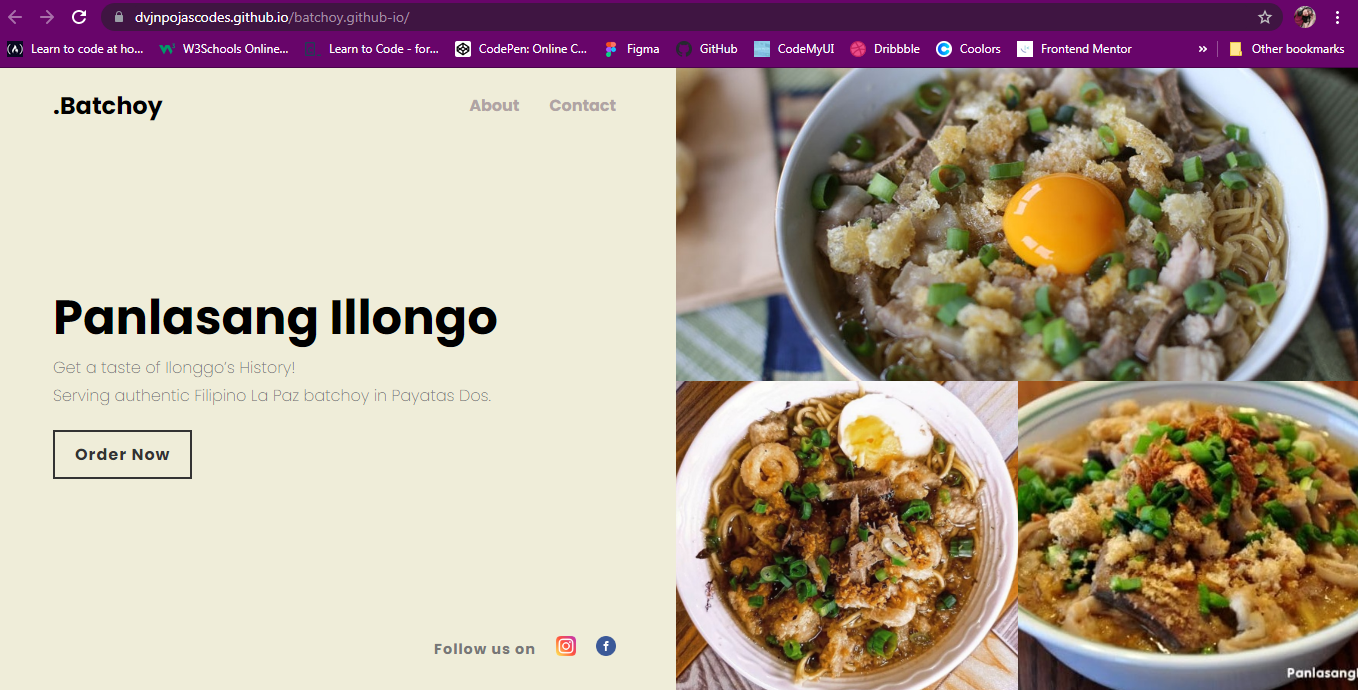 dvjnpojascodes.github.io/batchoy.github-io/
Learn to code at ho... W3Schools Online... Learn to Code - for... CodePen: Online C... Figma GitHub CodeMyUI Dribbble Coolors Frontend Mentor » Other bookmarks
.Batchoy About Contact
Panlasang Illongo
Get a taste of Ilonggo's History!
Serving authentic Filipino La Paz batchoy in Payatas Dos.
Order Now
Follow us on